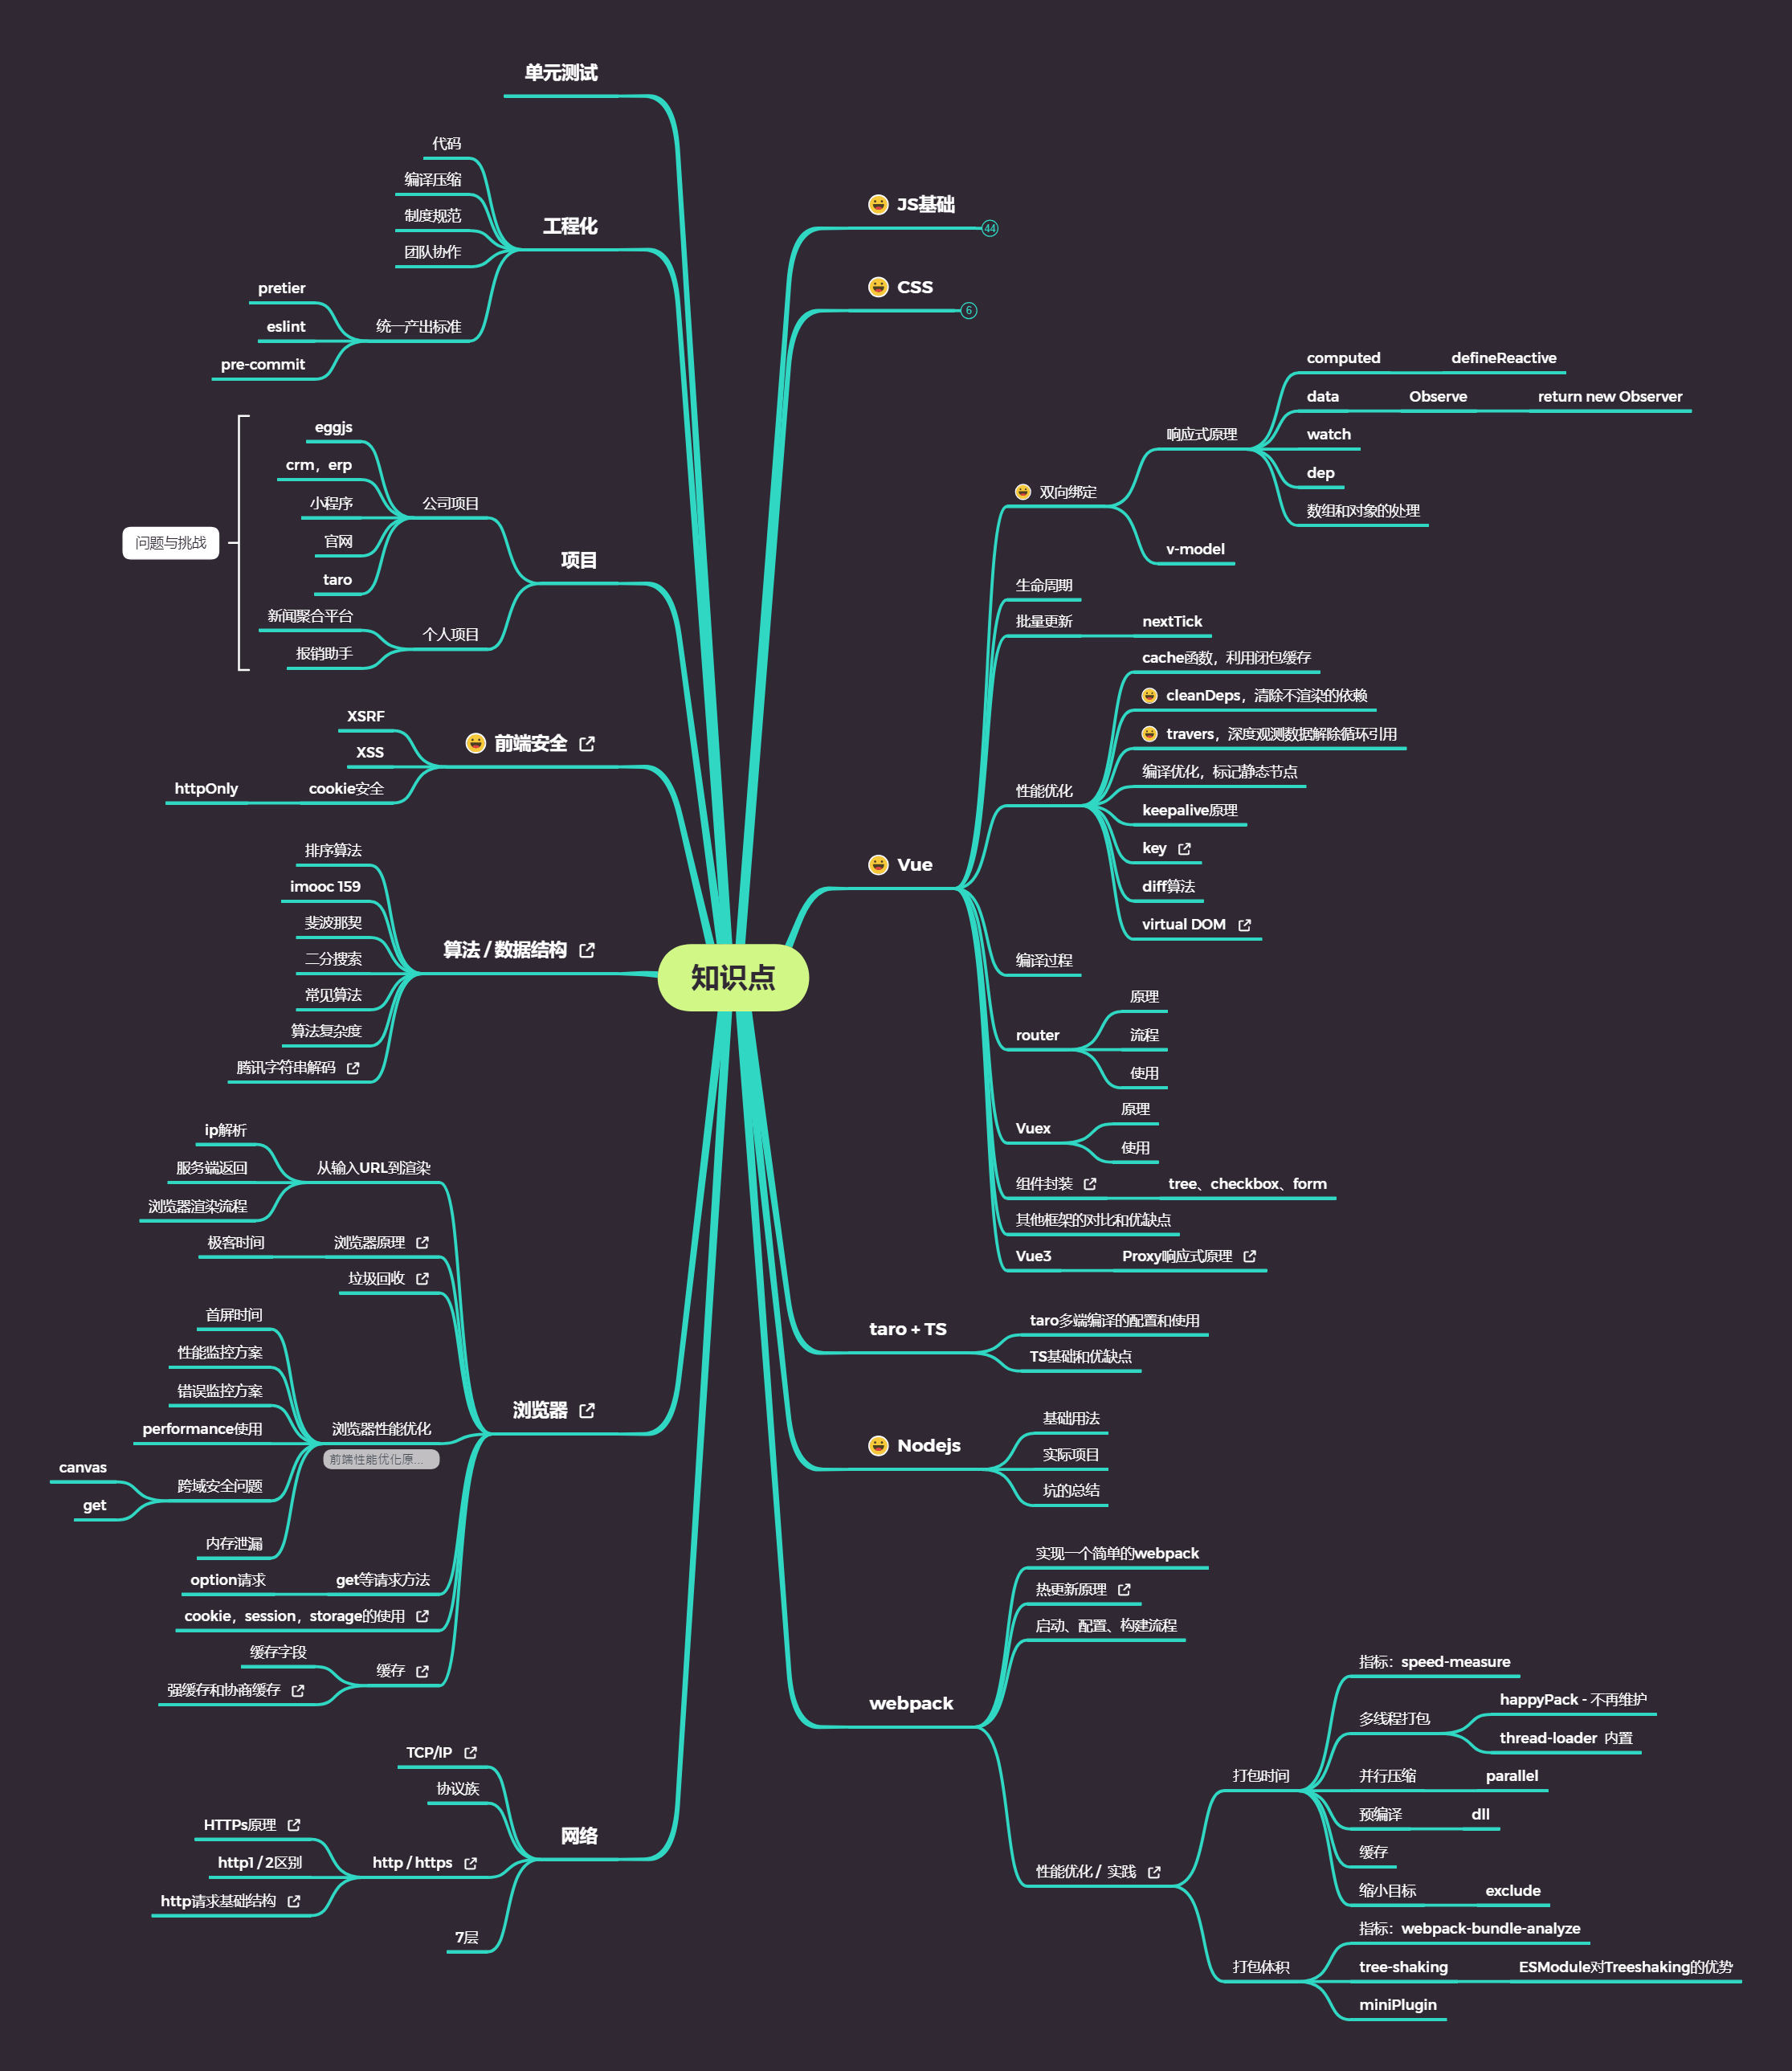 知识点
JS基础
44
CSS
6
Vue
双向绑定
响应式原理
computed
defineReactive
data
Observe
return new Observer
watch
dep
数组和对象的处理
v-model
生命周期
批量更新
nextTick
性能优化
cache函数，利用闭包缓存
cleanDeps，清除不渲染的依赖
travers，深度观测数据解除循环引用
编译优化，标记静态节点
keepalive原理
key
diff算法
virtual DOM
编译过程
router
原理
流程
使用
Vuex
原理
使用
组件封装
tree、checkbox、form
其他框架的对比和优缺点
Vue3
Proxy响应式原理
taro + TS
taro多端编译的配置和使用
TS基础和优缺点
Nodejs
基础用法
实际项目
坑的总结
webpack
实现一个简单的webpack
热更新原理
启动、配置、构建流程
性能优化 / 实践
打包时间
指标：speed-measure
多线程打包
happyPack - 不再维护
thread-loader 内置
并行压缩
parallel
预编译
dll
缓存
缩小目标
exclude
打包体积
指标：webpack-bundle-analyze
tree-shaking
ESModule对Treeshaking的优势
miniPlugin
单元测试
工程化
代码
编译压缩
制度规范
团队协作
统一产出标准
pretier
eslint
pre-commit
项目
公司项目
eggjs
crm，erp
小程序
官网
taro
个人项目
新闻聚合平台
报销助手
问题与挑战
前端安全
XSRF
XSS
cookie安全
httpOnly
算法 / 数据结构
排序算法
imooc 159
斐波那契
二分搜索
常见算法
算法复杂度
腾讯字符串解码
浏览器
从输入URL到渲染
ip解析
服务端返回
浏览器渲染流程
浏览器原理
极客时间
垃圾回收
浏览器性能优化
前端性能优化原...
首屏时间
性能监控方案
错误监控方案
performance使用
跨域安全问题
canvas
get
内存泄漏
get等请求方法
option请求
cookie，session，storage的使用
缓存
缓存字段
强缓存和协商缓存
网络
TCP/IP
协议族
http / https
HTTPs原理
http1 / 2区别
http请求基础结构
7层